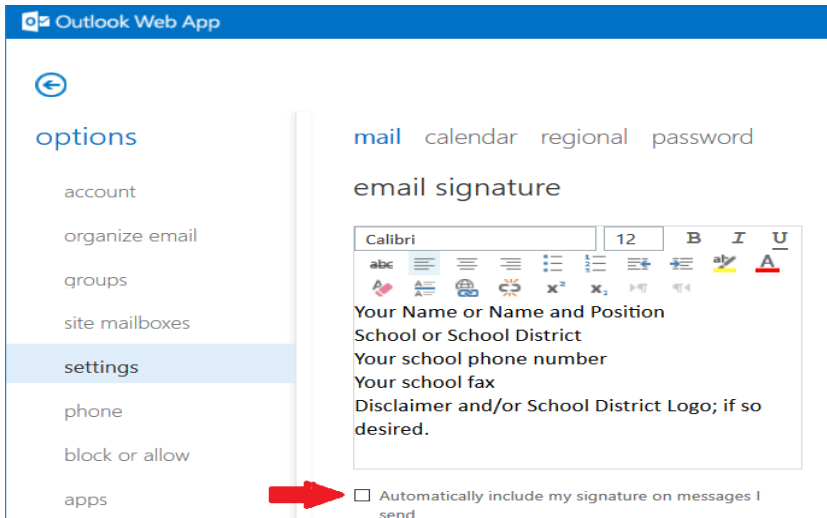 Outlook Web App
options
account
organize email
groups
site mailboxes
settings
phone
block or allow
apps
mail calendar regional password
email signature
Calibri 12 B I U
abc ab A
A A A x² x₂ ¶ ¶
Your Name or Name and Position
School or School District
Your school phone number
Your school fax
Disclaimer and/or School District Logo; if so
desired.
Automatically include my signature on messages I
send